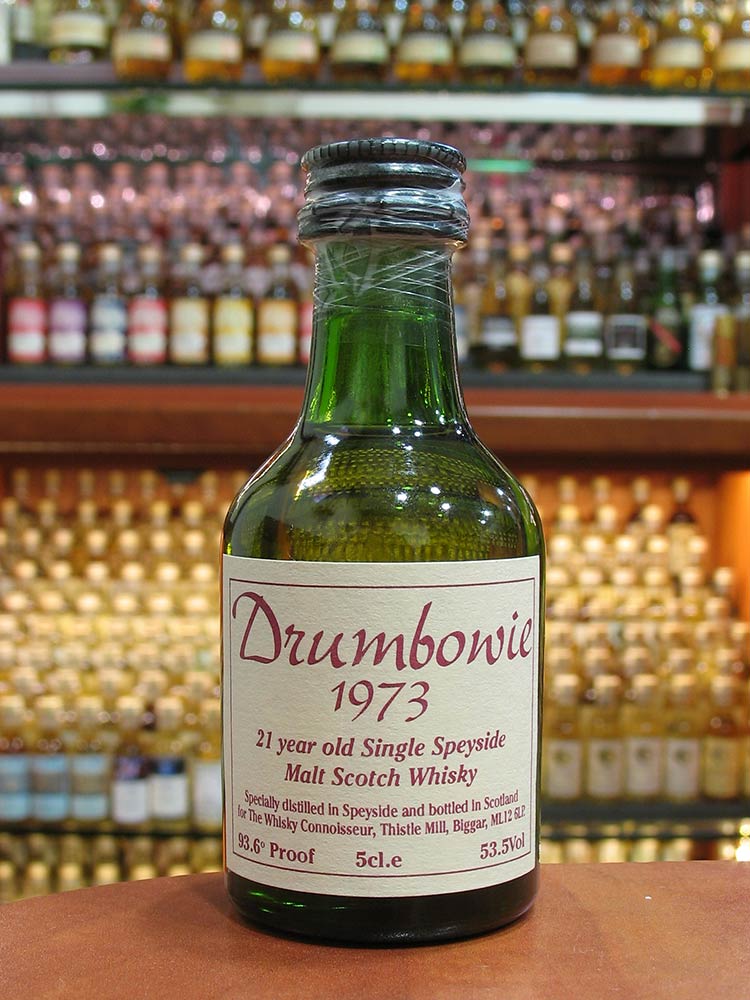 Drumbowie
1973
21 year old Single Speyside
Malt Scotch Whisky
Specially distilled in Speyside and bottled in Scotland
for The Whisky Connoisseur, Thistle Mill, Biggar, ML12 6LP.
93.6° Proof 5cl.e 53.5Vol